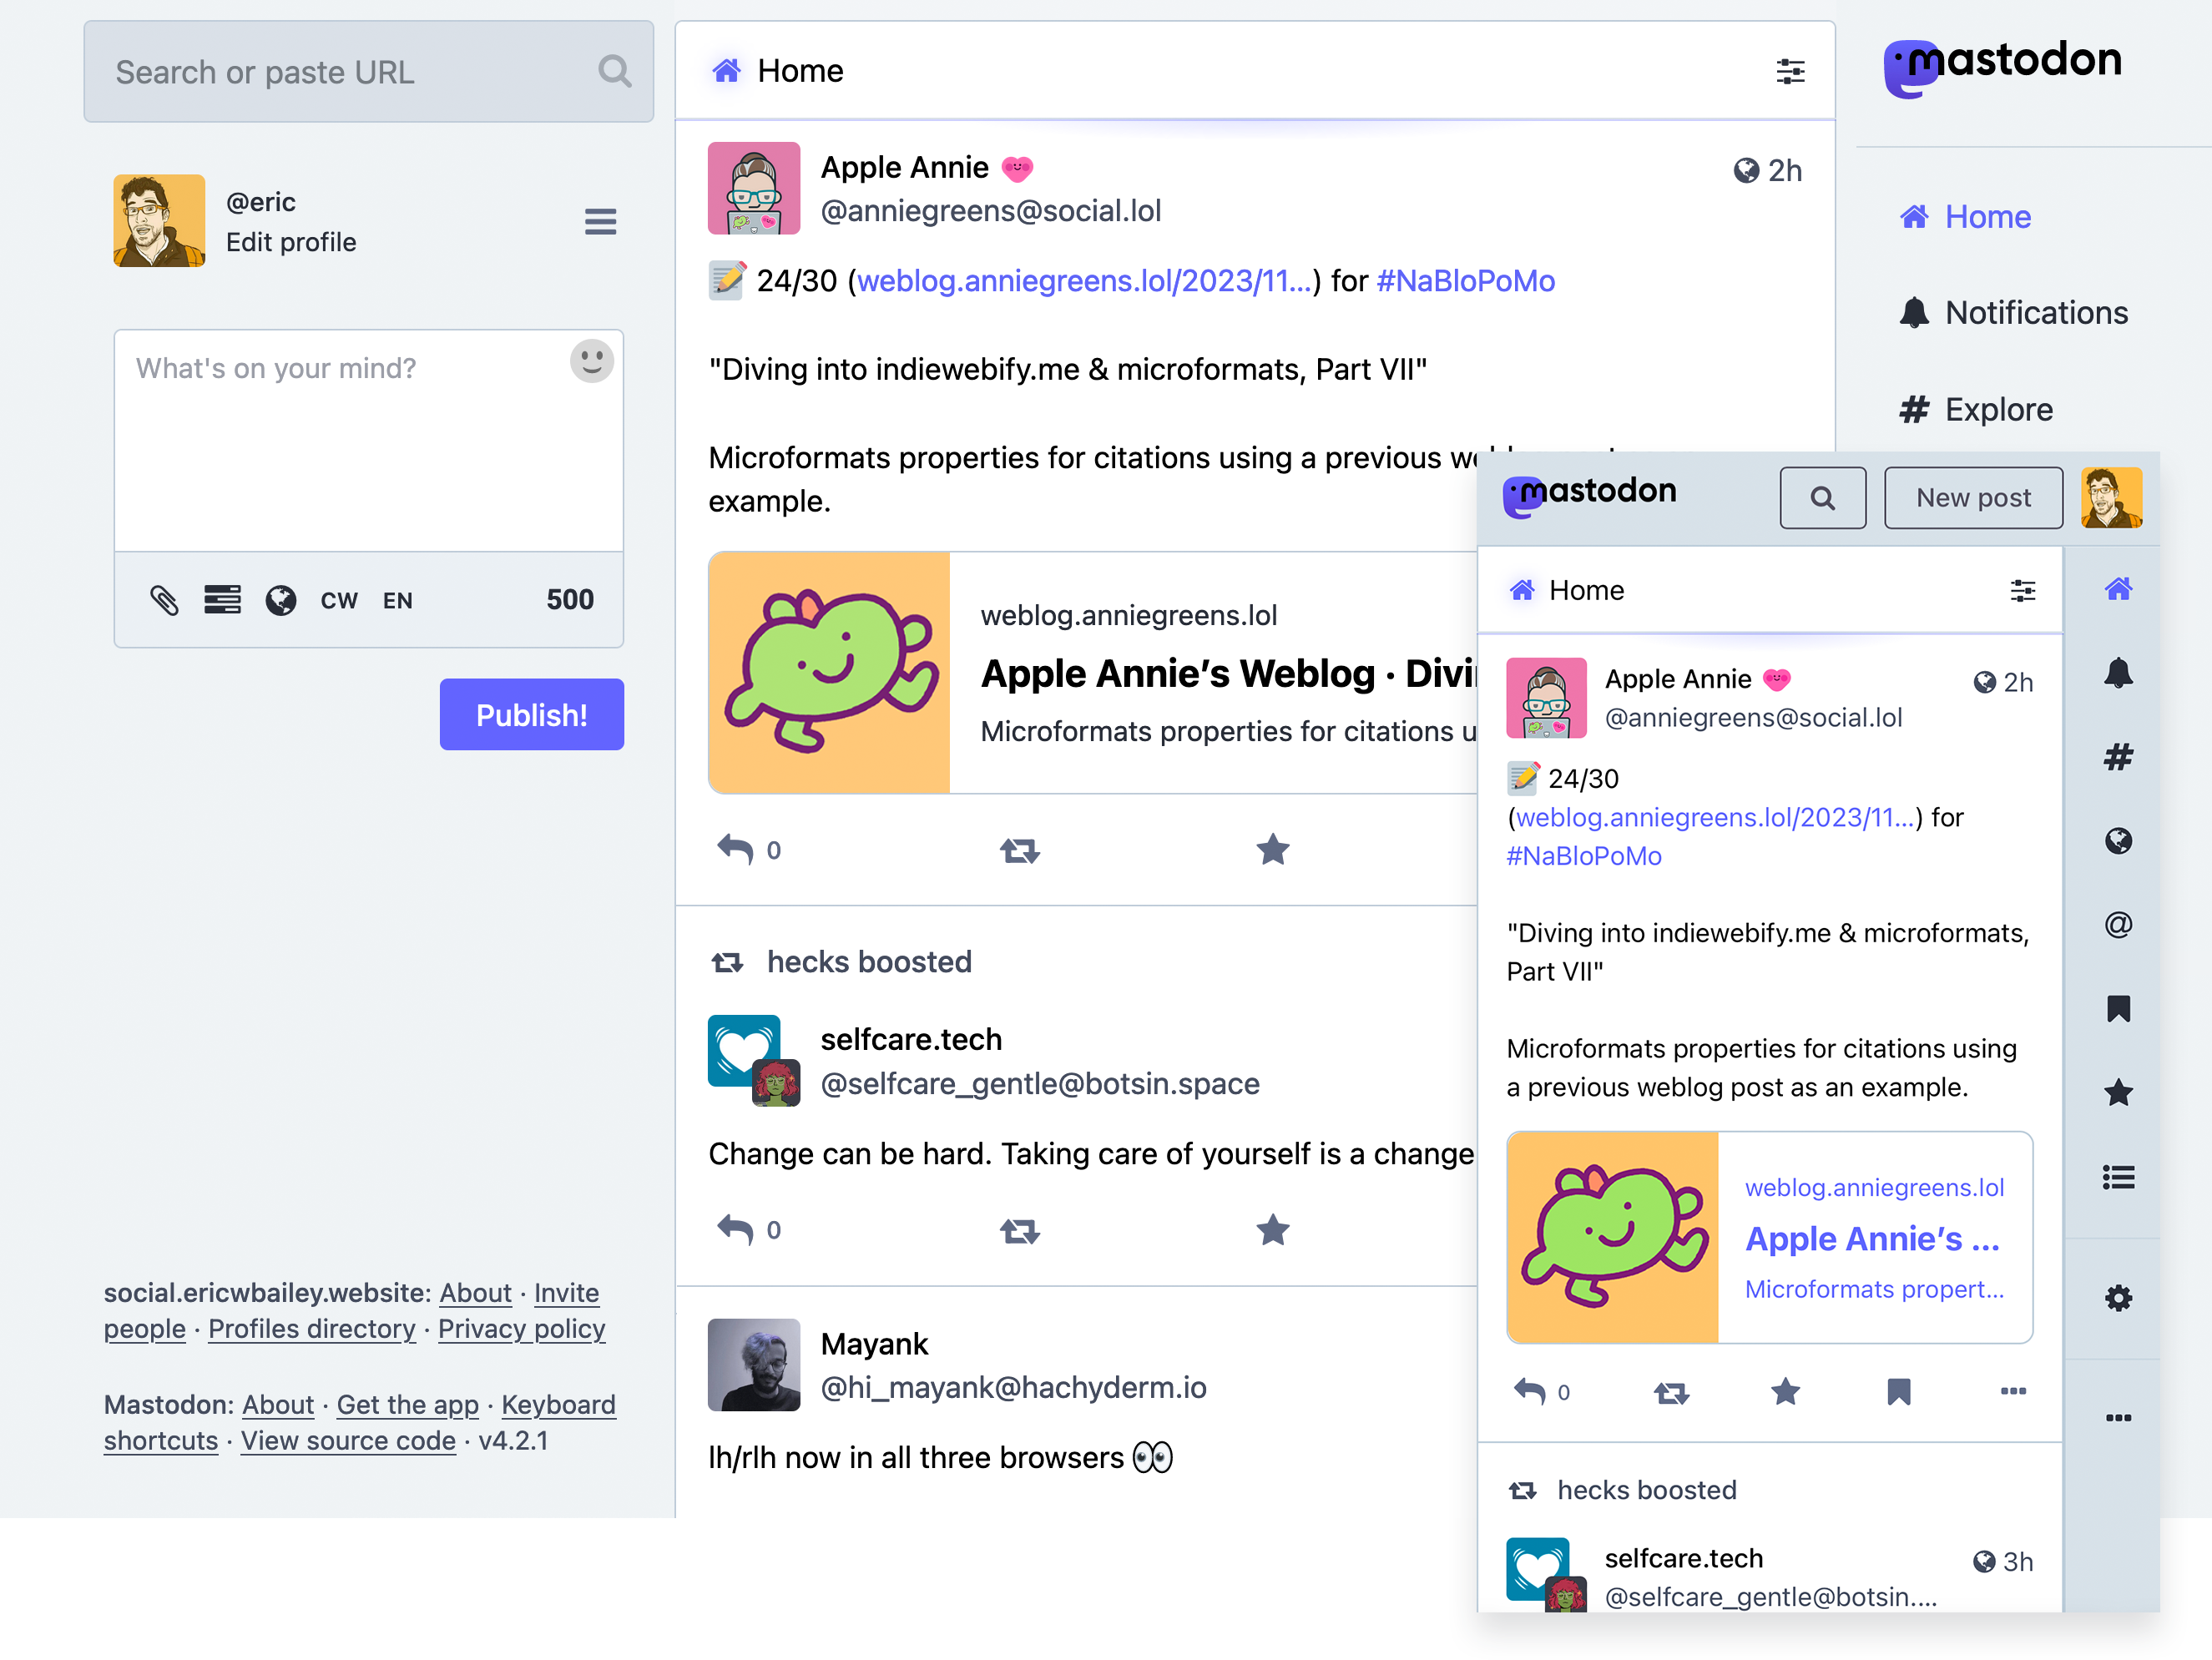 Search or paste URL
@eric
Edit profile
What's on your mind?
CW EN 500
Publish!
social.ericwbailey.website: About · Invite
people · Profiles directory · Privacy policy
Mastodon: About · Get the app · Keyboard
shortcuts · View source code · v4.2.1
Home
Apple Annie
2h
@anniegreens@social.lol
24/30 (weblog.anniegreens.lol/2023/11...) for #NaBloPoMo
"Diving into indiewebify.me & microformats, Part VII"
Microformats properties for citations using a previous
example.
weblog.anniegreens.lol
Apple Annie’s Weblog · Divi
Microformats properties for citations u
0
hecks boosted
selfcare.tech
@selfcare_gentle@botsin.space
Change can be hard. Taking care of yourself is a change
0
Mayank
@hi_mayank@hachyderm.io
lh/rlh now in all three browsers
mastodon
Home
Notifications
# Explore
mastodon
New post
Home
Apple Annie
2h
@anniegreens@social.lol
24/30
(weblog.anniegreens.lol/2023/11...) for
#NaBloPoMo
"Diving into indiewebify.me & microformats,
Part VII"
Microformats properties for citations using
a previous weblog post as an example.
weblog.anniegreens.lol
Apple Annie’s ...
Microformats propert...
0
hecks boosted
selfcare.tech
3h
@selfcare_gentle@botsin....
#
@